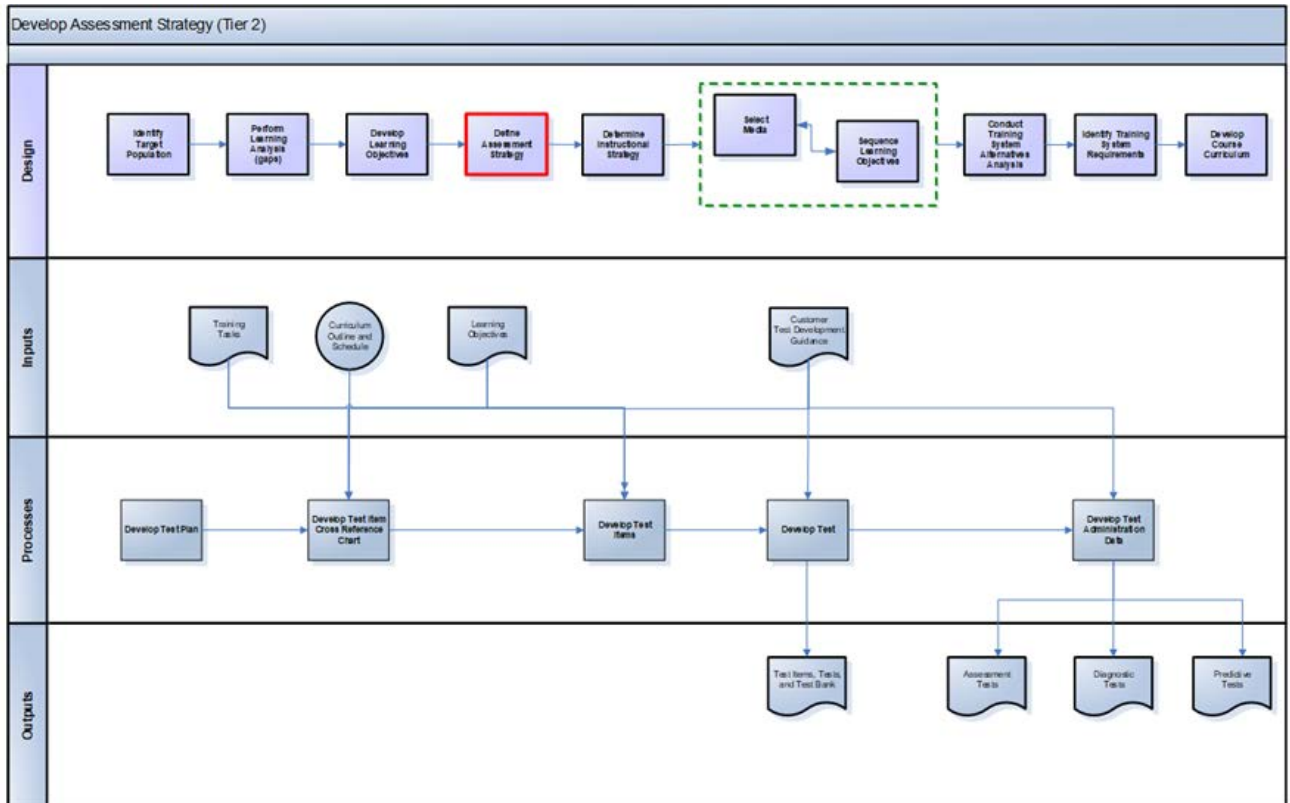 Develop Assessment Strategy (Tier 2)
Design
Identify
Target
Population
Perform
Learning
Analysis
(gaps)
Develop
Learning
Objectives
Define
Assessment
Strategy
Determine
Instructional
Strategy
Select
Media
Sequence
Learning
Objectives
Conduct
Training
System
Alternatives
Analysis
Identify Training
System
Requirements
Develop
Course
Curriculum
Inputs
Training
Tasks
Curriculum
Outline and
Schedule
Learning
Objectives
Customer
Test Development
Guidance
Processes
Develop Test Plan
Develop Test Item
Cross Reference
Chart
Develop Test
Items
Develop Test
Develop Test
Administration
Data
Outputs
Test Items, Tests,
and Test Bank
Assessment
Tests
Diagnostic
Tests
Predictive
Tests